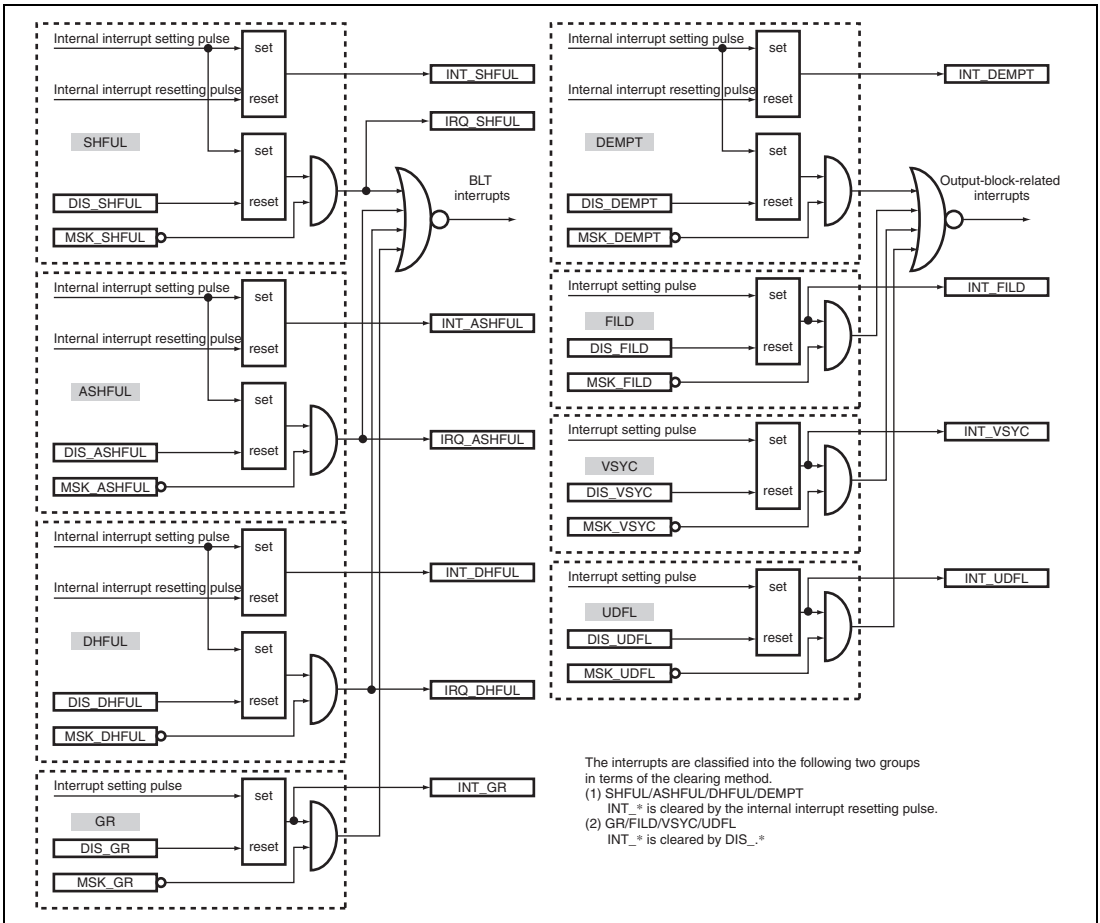 Internal interrupt setting pulse
set
Internal interrupt resetting pulse
reset
INT_SHFUL
IRQ_SHFUL
SHFUL
set
DIS_SHFUL
reset
MSK_SHFUL
BLT
interrupts
Internal interrupt setting pulse
set
Internal interrupt resetting pulse
reset
INT_ASHFUL
ASHFUL
set
DIS_ASHFUL
reset
IRQ_ASHFUL
MSK_ASHFUL
Internal interrupt setting pulse
set
Internal interrupt resetting pulse
reset
INT_DHFUL
DHFUL
set
DIS_DHFUL
reset
IRQ_DHFUL
MSK_DHFUL
Interrupt setting pulse
set
INT_GR
GR
DIS_GR
reset
MSK_GR
Internal interrupt setting pulse
set
Internal interrupt resetting pulse
reset
INT_DEMPT
DEMPT
set
DIS_DEMPT
reset
MSK_DEMPT
Output-block-related
interrupts
Interrupt setting pulse
set
INT_FILD
FILD
DIS_FILD
reset
MSK_FILD
Interrupt setting pulse
set
INT_VSYC
VSYC
DIS_VSYC
reset
MSK_VSYC
Interrupt setting pulse
set
INT_UDFL
UDFL
DIS_UDFL
reset
MSK_UDFL
The interrupts are classified into the following two groups
in terms of the clearing method.
(1) SHFUL/ASHFUL/DHFUL/DEMPT
INT_* is cleared by the internal interrupt resetting pulse.
(2) GR/FILD/VSYC/UDFL
INT_* is cleared by DIS_.*